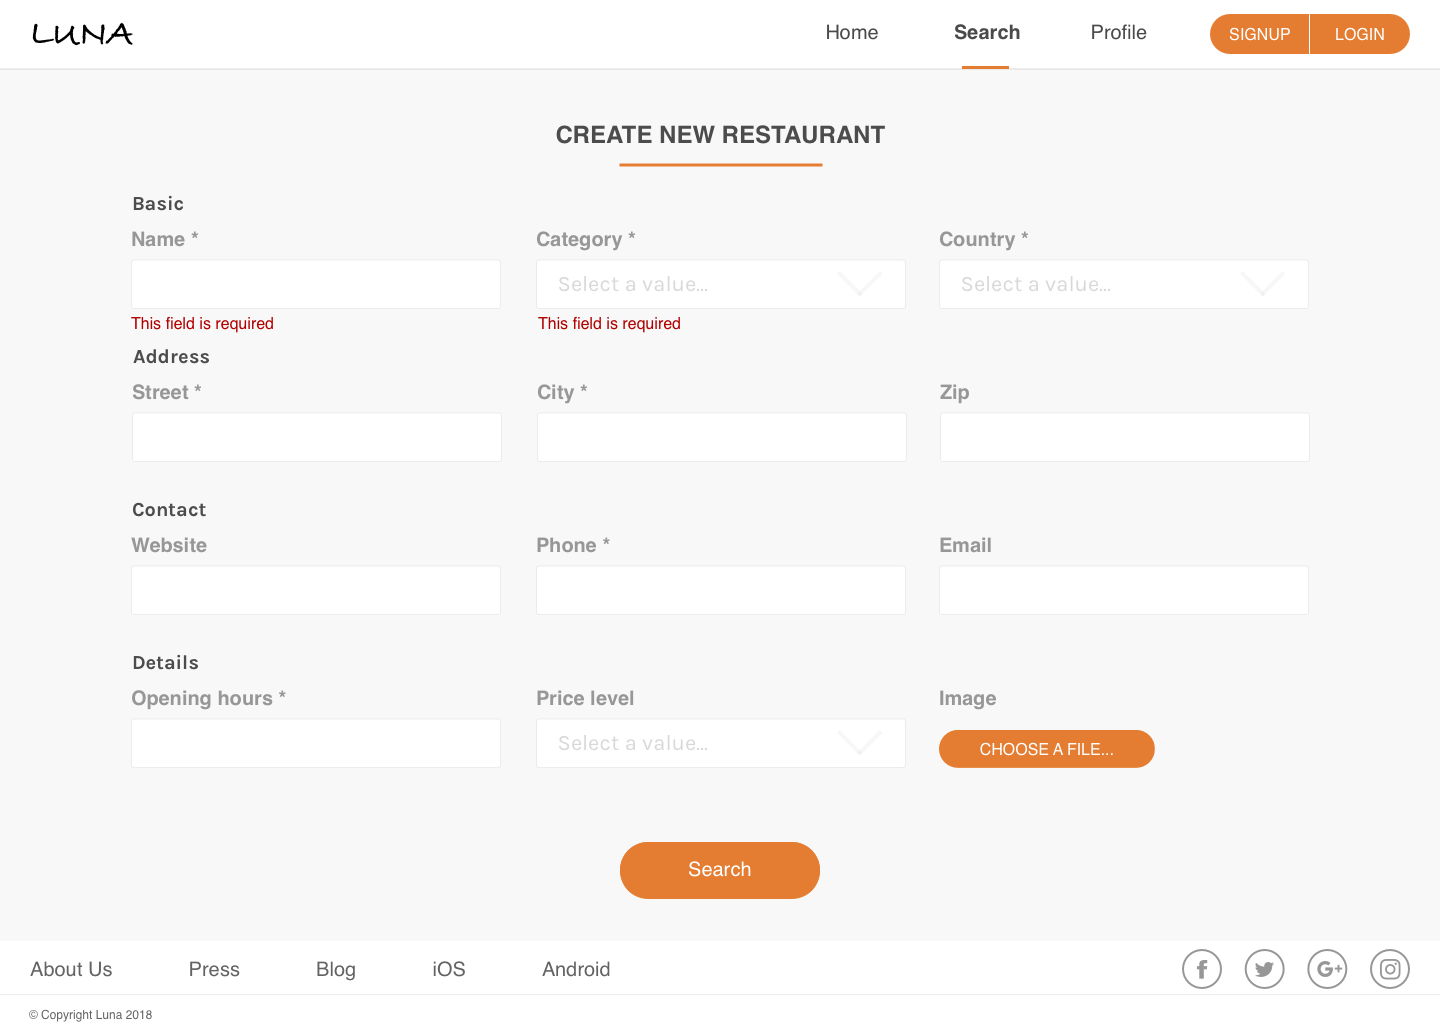 LUNA
Home Search Profile SIGNUP LOGIN
CREATE NEW RESTAURANT
Basic
Name * Category * Country *
Select a value... Select a value...
This field is required This field is required
Address
Street * City * Zip
Contact
Website Phone * Email
Details
Opening hours * Price level Image
Select a value... CHOOSE A FILE...
Search
About Us Press Blog iOS Android
© Copyright Luna 2018